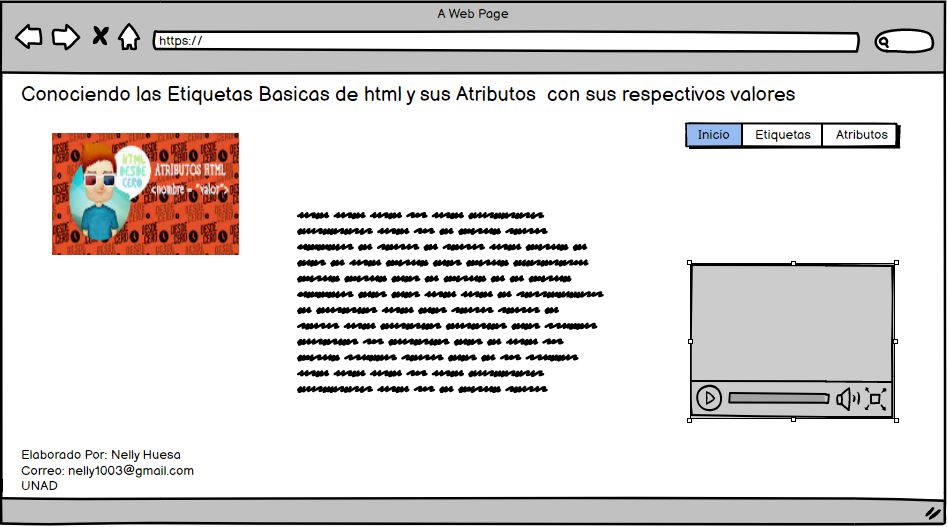 A Web Page
https://
Conociendo las Etiquetas Basicas de html y sus Atributos con sus respectivos valores
Inicio Etiquetas Atributos
HTML
DESDE
CERO
ATRIBUTOS HTML
<nombre = "valor">
Elaborado Por: Nelly Huesa
Correo: nelly1003@gmail.com
UNAD